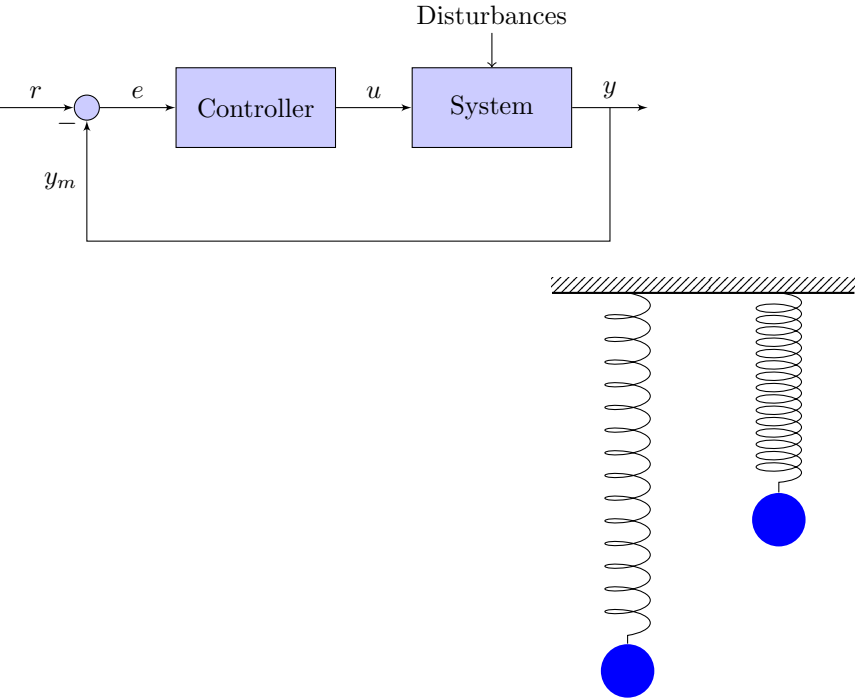 Disturbances
r
e
Controller
u
System
y
−
y_m